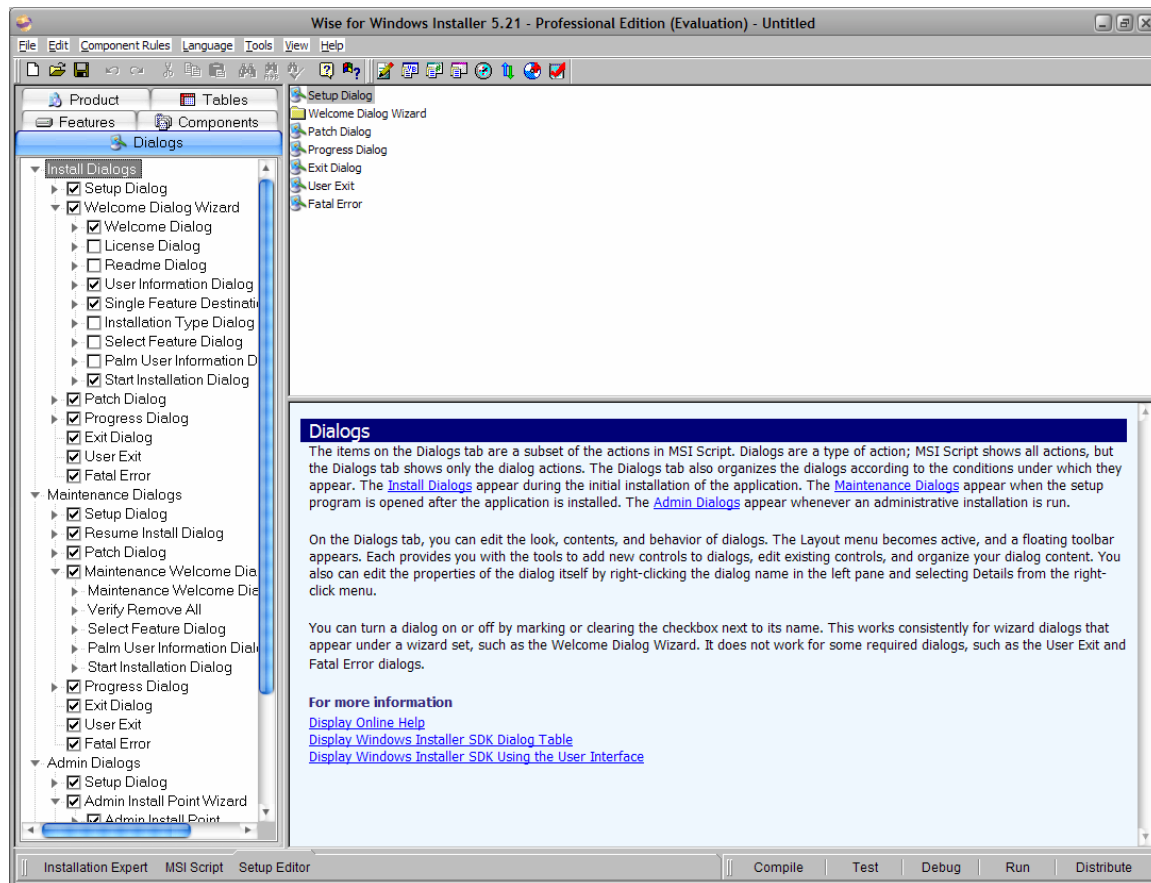 Wise for Windows Installer 5.21 - Professional Edition (Evaluation) - Untitled
File Edit Component Rules Language Tools View Help
Product Tables
Features Components
Dialogs
Install Dialogs
Setup Dialog
Welcome Dialog Wizard
Welcome Dialog
License Dialog
Readme Dialog
User Information Dialog
Single Feature Destinati
Installation Type Dialog
Select Feature Dialog
Palm User Information D
Start Installation Dialog
Patch Dialog
Progress Dialog
Exit Dialog
User Exit
Fatal Error
Maintenance Dialogs
Setup Dialog
Resume Install Dialog
Patch Dialog
Maintenance Welcome Dia
Maintenance Welcome Die
Verify Remove All
Select Feature Dialog
Palm User Information Dial
Start Installation Dialog
Progress Dialog
Exit Dialog
User Exit
Fatal Error
Admin Dialogs
Setup Dialog
Admin Install Point Wizard
Admin Install Point
Setup Dialog
Welcome Dialog Wizard
Patch Dialog
Progress Dialog
Exit Dialog
User Exit
Fatal Error
Dialogs
The items on the Dialogs tab are a subset of the actions in MSI Script. Dialogs are a type of action; MSI Script shows all actions, but
the Dialogs tab shows only the dialog actions. The Dialogs tab also organizes the dialogs according to the conditions under which they
appear. The Install Dialogs appear during the initial installation of the application. The Maintenance Dialogs appear when the setup
program is opened after the application is installed. The Admin Dialogs appear whenever an administrative installation is run.
On the Dialogs tab, you can edit the look, contents, and behavior of dialogs. The Layout menu becomes active, and a floating toolbar
appears. Each provides you with the tools to add new controls to dialogs, edit existing controls, and organize your dialog content. You
also can edit the properties of the dialog itself by right-clicking the dialog name in the left pane and selecting Details from the right-
click menu.
You can turn a dialog on or off by marking or clearing the checkbox next to its name. This works consistently for wizard dialogs that
appear under a wizard set, such as the Welcome Dialog Wizard. It does not work for some required dialogs, such as the User Exit and
Fatal Error dialogs.
For more information
Display Online Help
Display Windows Installer SDK Dialog Table
Display Windows Installer SDK Using the User Interface
Installation Expert MSI Script Setup Editor Compile Test Debug Run Distribute